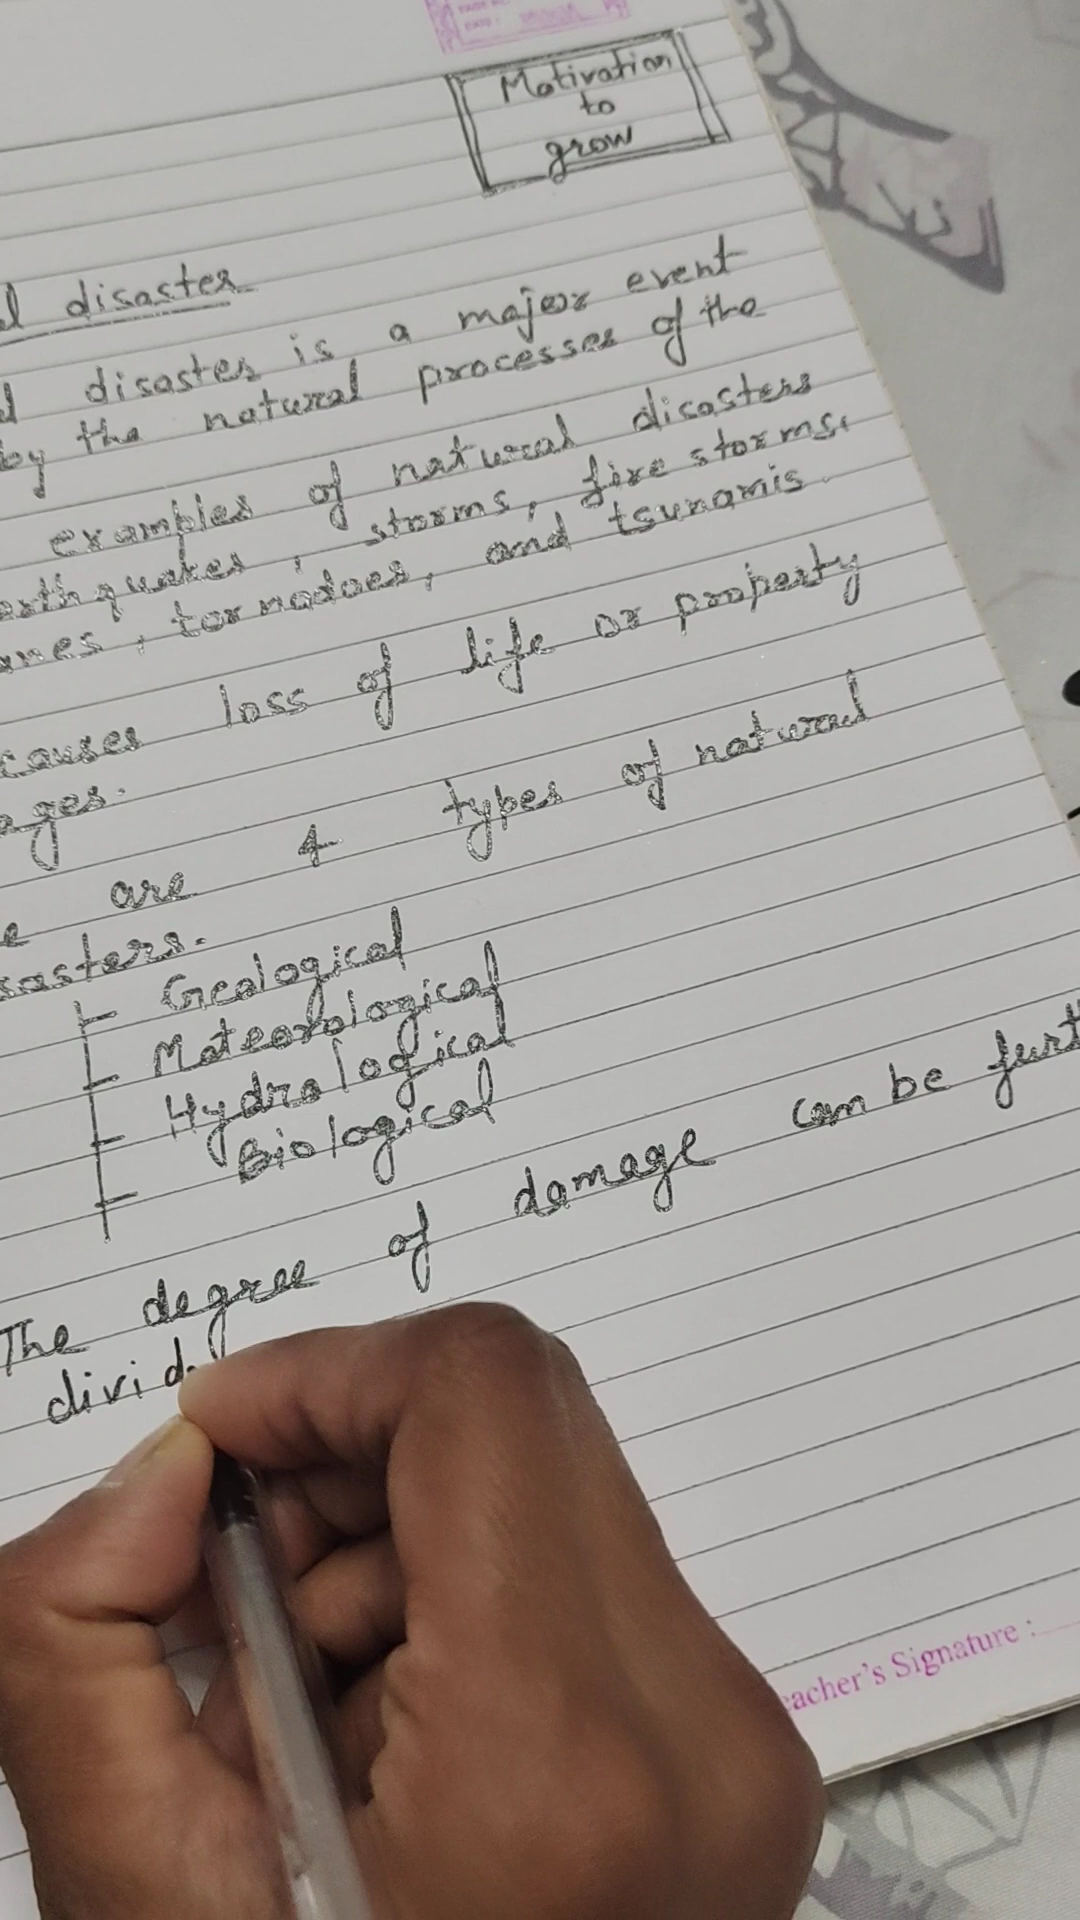 Motivation
to
grow
l disaster
disaster is a major event
by the natural processes of the
examples of natural disasters
earthquakes, storms, fire storms,
anes, tornadoes, and tsunamis.
causes loss of life or property
ages.
e are 4 types of natural
sasters.
Geological
Meteorological
Hydrological
Biological
The degree of damage can be furt
divid
eacher's Signature :